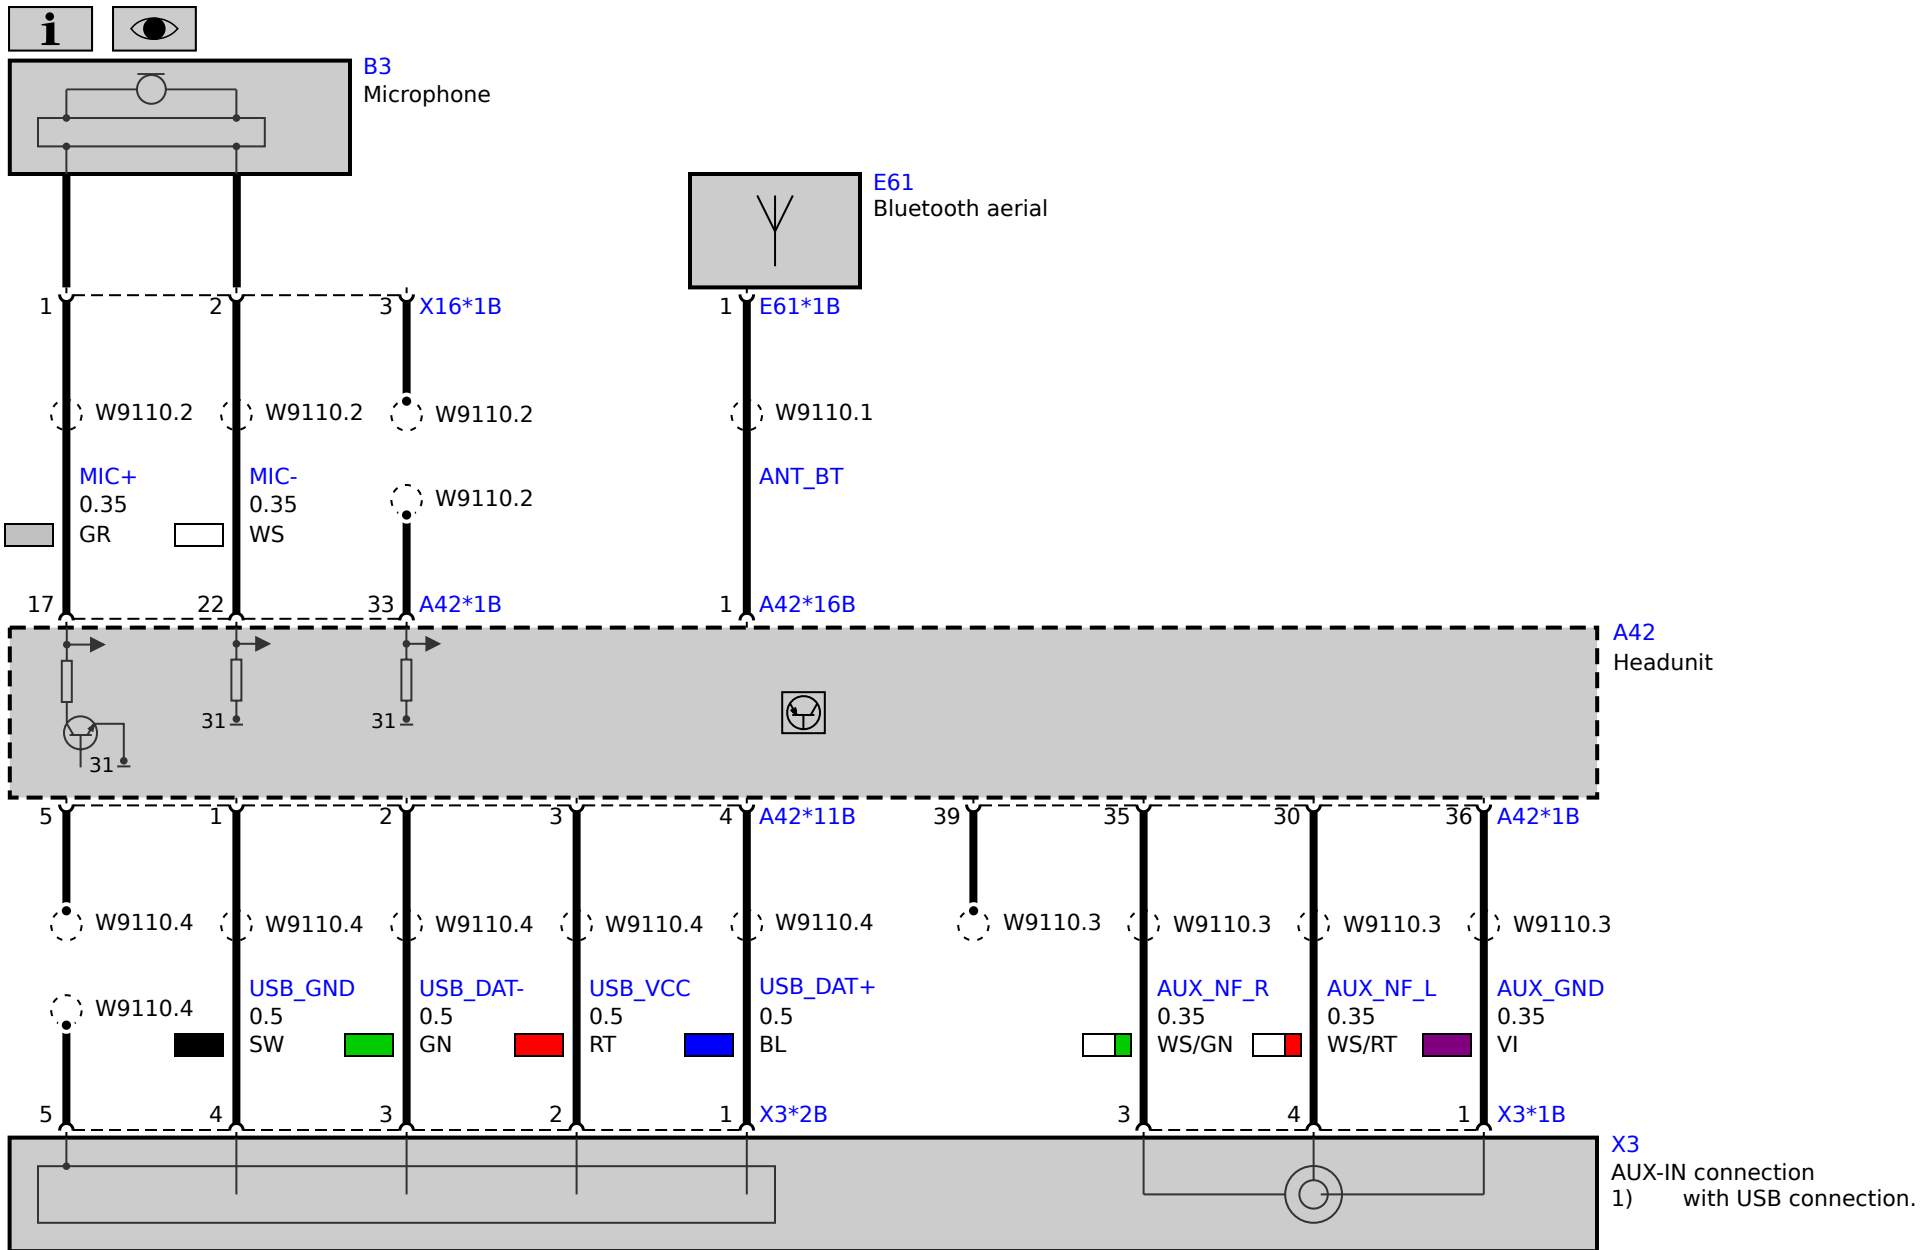 i
B3
Microphone
E61
Bluetooth aerial
1 2 3 X16*1B 1 E61*1B
W9110.2 W9110.2 W9110.2 W9110.1
MIC+ MIC- W9110.2 ANT_BT
0.35 0.35
GR WS
17 22 33 A42*1B 1 A42*16B
A42
Headunit
31 31
31
5 1 2 3 4 A42*11B 39 35 30 36 A42*1B
W9110.4 W9110.4 W9110.4 W9110.4 W9110.4 W9110.3 W9110.3 W9110.3 W9110.3
W9110.4 USB_GND USB_DAT- USB_VCC USB_DAT+ AUX_NF_R AUX_NF_L AUX_GND
0.5 0.5 0.5 0.5 0.35 0.35 0.35
SW GN RT BL WS/GN WS/RT VI
5 4 3 2 1 X3*2B 3 4 1 X3*1B
X3
AUX-IN connection
1) with USB connection.